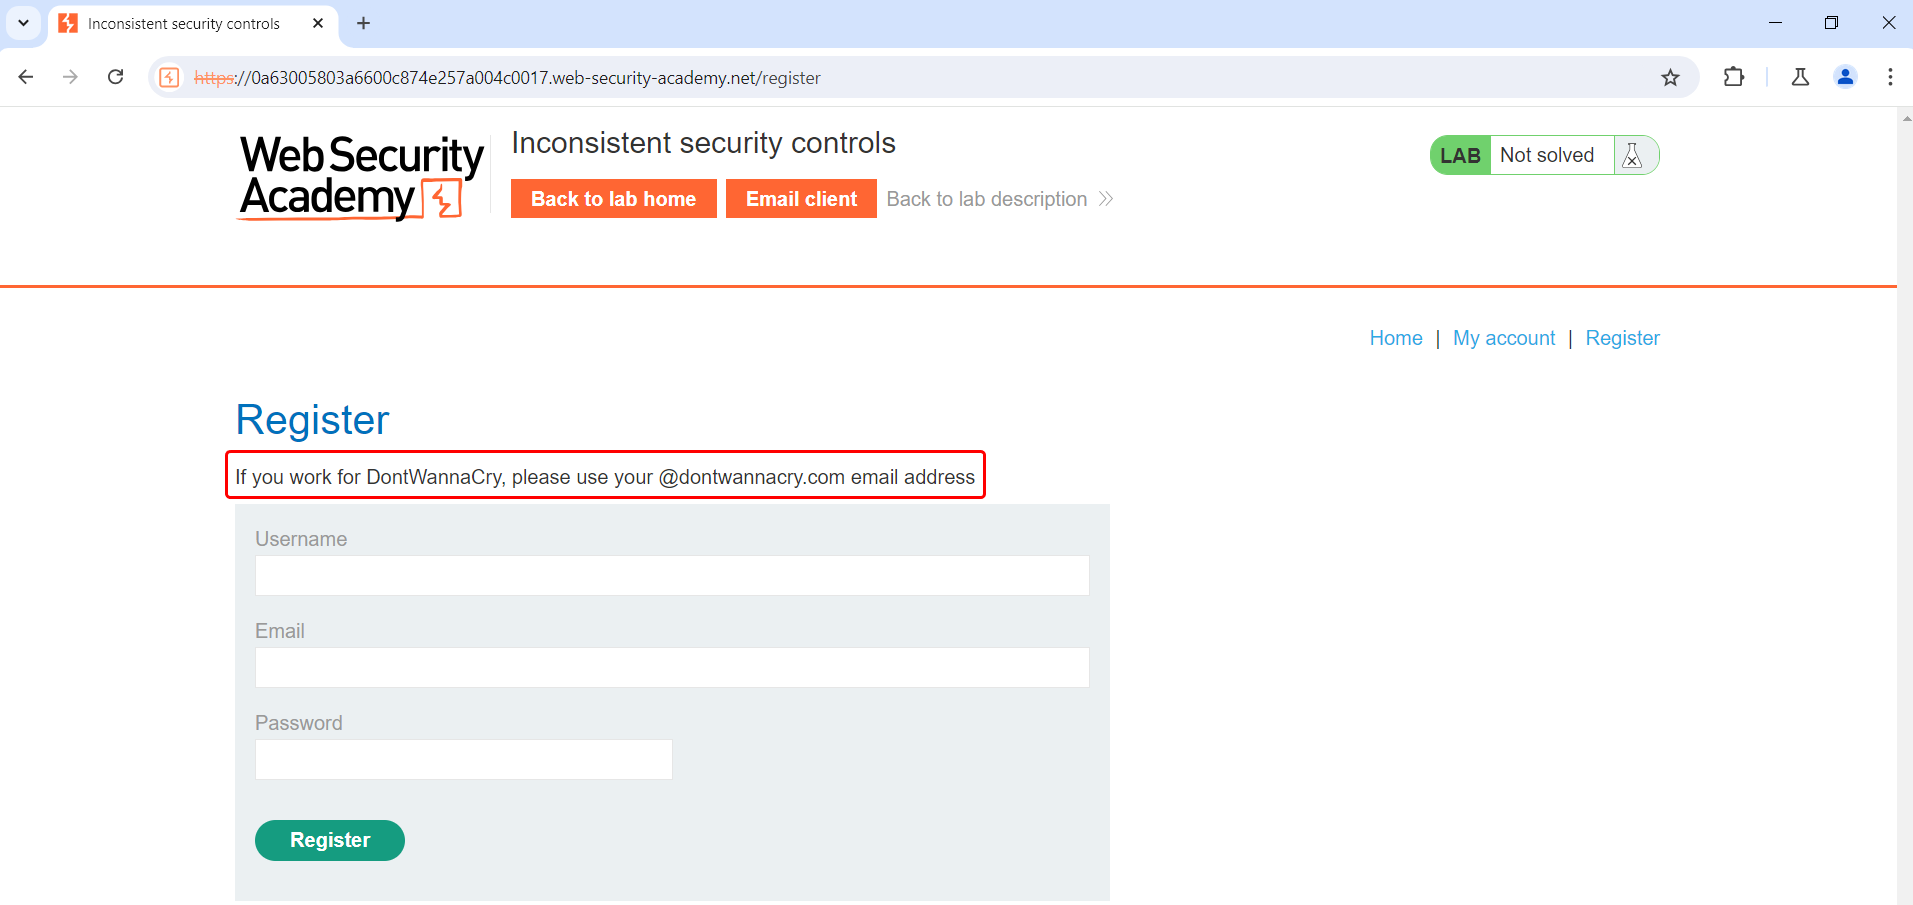 Inconsistent security controls
https://0a63005803a6600c874e257a004c0017.web-security-academy.net/register
Web Security
Academy
Inconsistent security controls
Back to lab home
Email client
Back to lab description
LAB
Not solved
Home | My account | Register
Register
If you work for DontWannaCry, please use your @dontwannacry.com email address
Username
Email
Password
Register